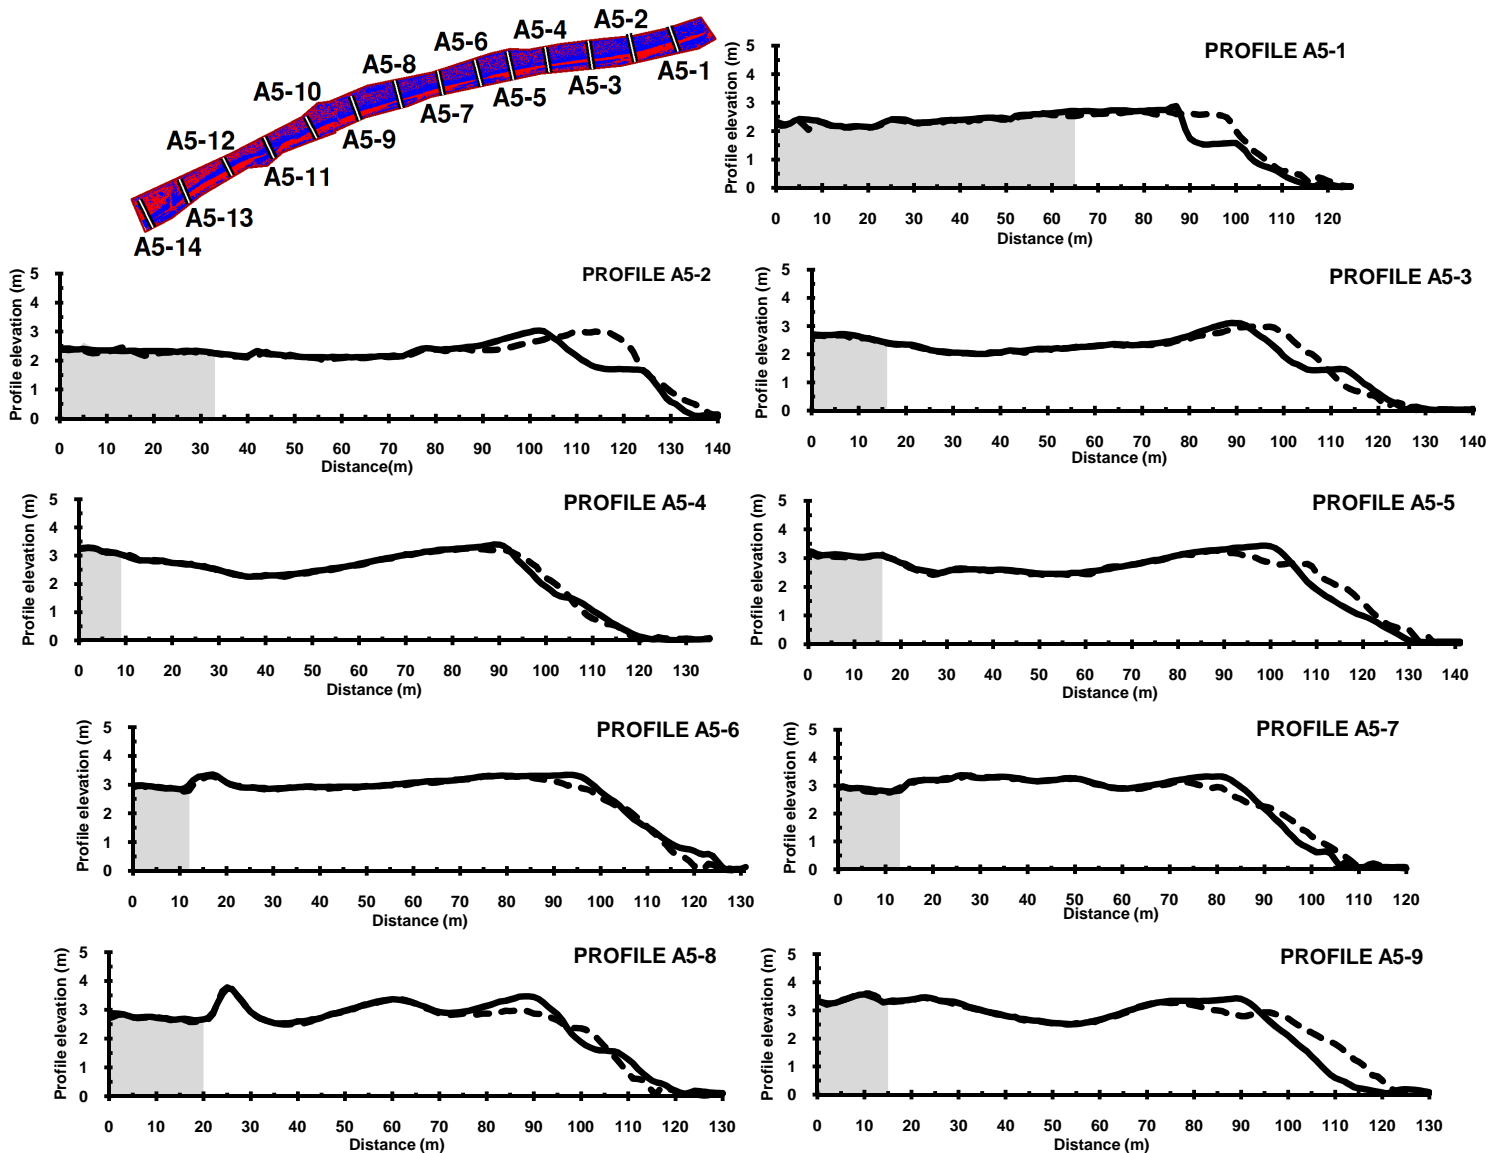 A5-2
A5-4
A5-6
A5-8
A5-10
A5-12
A5-1
A5-3
A5-5
A5-7
A5-9
A5-11
A5-13
A5-14
PROFILE A5-1
Profile elevation (m)
5
4
3
2
1
0
0 10 20 30 40 50 60 70 80 90 100 110 120
Distance (m)
PROFILE A5-2
Profile elevation (m)
5
4
3
2
1
0
0 10 20 30 40 50 60 70 80 90 100 110 120 130 140
Distance(m)
PROFILE A5-3
Profile elevation (m)
5
4
3
2
1
0
0 10 20 30 40 50 60 70 80 90 100 110 120 130 140
Distance (m)
PROFILE A5-4
Profile elevation (m)
5
4
3
2
1
0
0 10 20 30 40 50 60 70 80 90 100 110 120 130
Distance (m)
PROFILE A5-5
Profile elevation (m)
5
4
3
2
1
0
0 10 20 30 40 50 60 70 80 90 100 110 120 130 140
Distance (m)
PROFILE A5-6
Profile elevation (m)
5
4
3
2
1
0
0 10 20 30 40 50 60 70 80 90 100 110 120 130
Distance (m)
PROFILE A5-7
Profile elevation (m)
5
4
3
2
1
0
0 10 20 30 40 50 60 70 80 90 100 110 120
Distance (m)
PROFILE A5-8
Profile elevation (m)
5
4
3
2
1
0
0 10 20 30 40 50 60 70 80 90 100 110 120 130
Distance (m)
PROFILE A5-9
Profile elevation (m)
5
4
3
2
1
0
0 10 20 30 40 50 60 70 80 90 100 110 120 130
Distance (m)